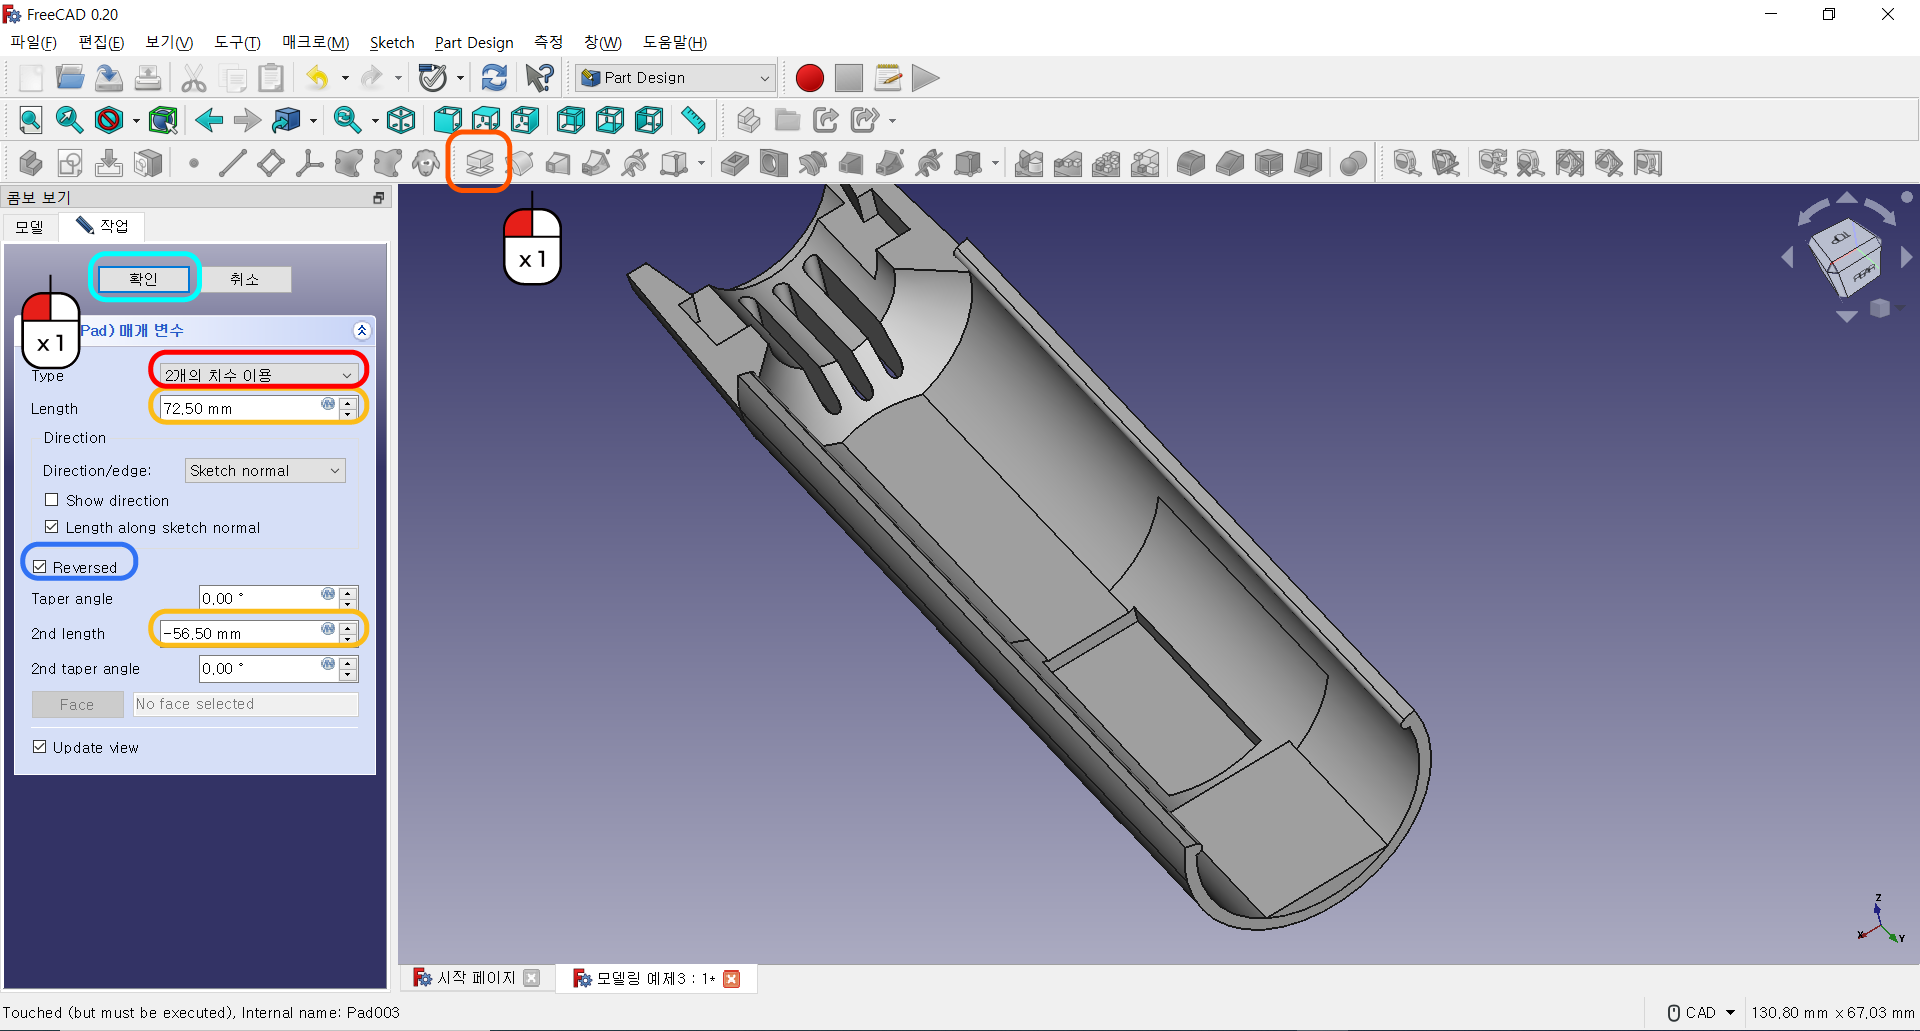 FreeCAD 0.20
파일(F) 편집(E) 보기(V) 도구(T) 매크로(M) Sketch Part Design 측정 창(W) 도움말(H)
Part Design
콤보 보기
모델 작업
x 1
확인 취소
x 1
Pad) 매개 변수
Type 2개의 치수 이용
Length 72,50 mm
Direction
Direction/edge: Sketch normal
Show direction
Length along sketch normal
Reversed
Taper angle 0,00 °
2nd length -56,50 mm
2nd taper angle 0,00 °
Face No face selected
Update view
TOP
REAR
Z
X Y
시작 페이지 모델링 예제3 : 1*
Touched (but must be executed), Internal name: Pad003 CAD 130,80 mm x 67,03 mm